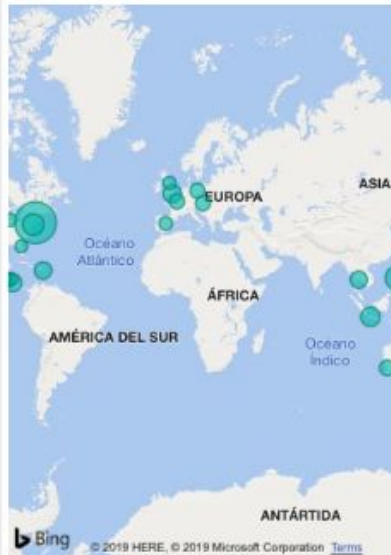 EUROPA
ASIA
Océano
Atlántico
ÁFRICA
AMÉRICA DEL SUR
Océano
Índico
ANTÁRTIDA
Bing
© 2019 HERE, © 2019 Microsoft Corporation Terms